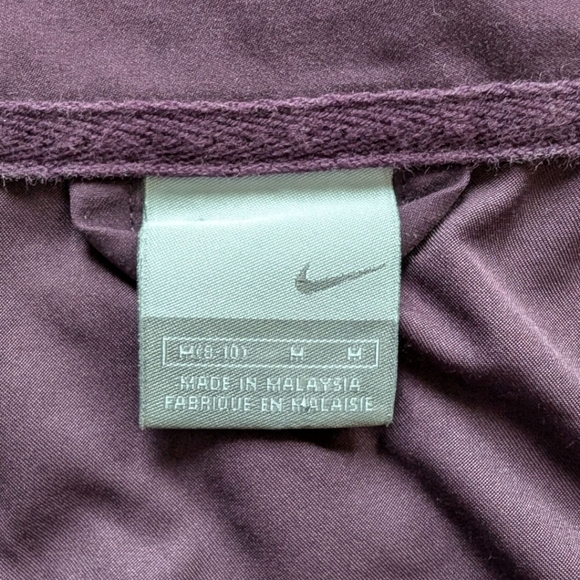 M(8-10) M M
MADE IN MALAYSIA
FABRIQUE EN MALAISIE